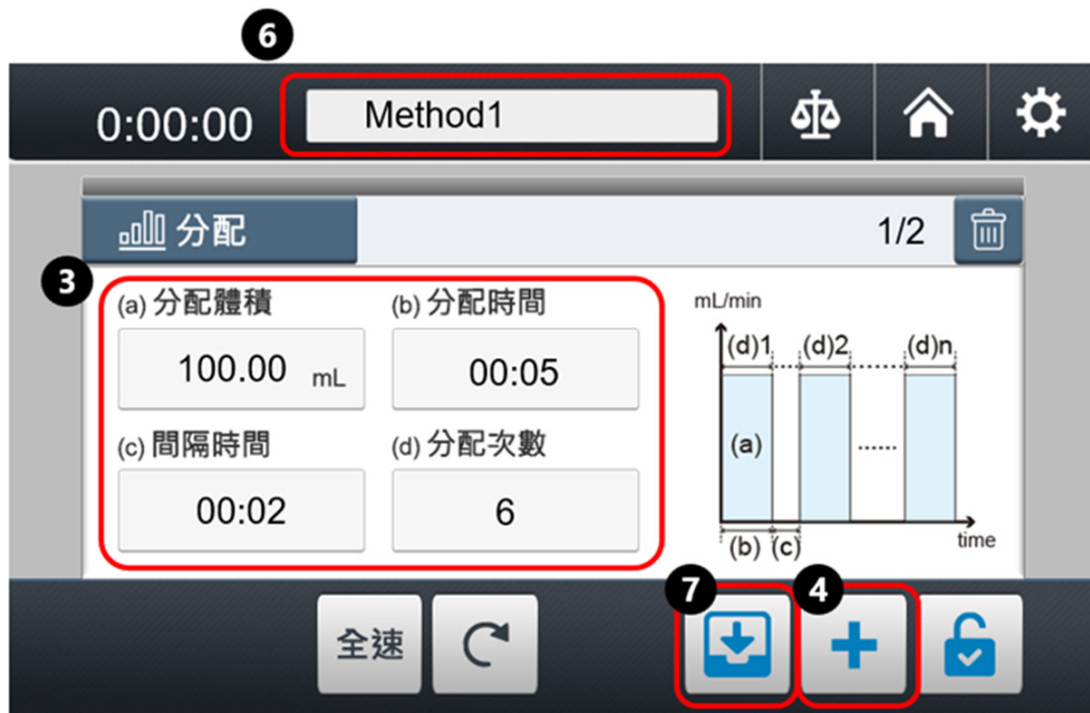 6
0:00:00
Method1
分配
1/2
3
(a) 分配體積
(b) 分配時間
100.00 mL
00:05
(c) 間隔時間
(d) 分配次數
00:02
6
mL/min
(d)1 (d)2 (d)n
(a)
(b) (c)
time
7
4
全速